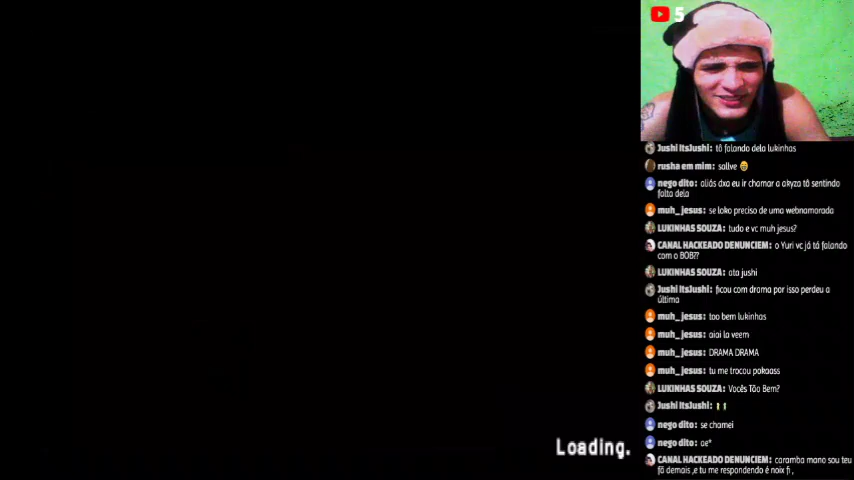 5
Jushi ItsJushi: tô falando dela lukinhas
rusha em mim: sallve
nego dito: aliás dxa eu ir chamar a akyza tô sentindo
falta dela
muh_jesus: se loko preciso de uma webnamorada
LUKINHAS SOUZA: tudo e vc muh jesus?
CANAL HACKEADO DENUNCIEM: o Yuri vc já tá falando
com o BOB??
LUKINHAS SOUZA: ata jushi
Jushi ItsJushi: ficou com drama por isso perdeu a
última
muh_jesus: too bem lukinhas
muh_jesus: aiai la veem
muh_jesus: DRAMA DRAMA
muh_jesus: tu me trocou pokaass
LUKINHAS SOUZA: Vocês Tão Bem?
Jushi ItsJushi:
nego dito: se chamei
nego dito: ae*
CANAL HACKEADO DENUNCIEM: caramba mano sou teu
fã demais ,e tu me respondendo é noix fi ,
Loading.